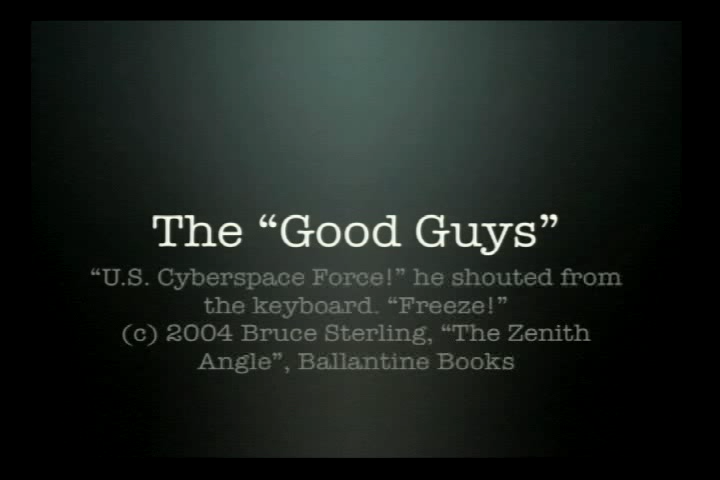 The “Good Guys”
“U.S. Cyberspace Force!” he shouted from
the keyboard. “Freeze!”
(c) 2004 Bruce Sterling, “The Zenith
Angle”, Ballantine Books